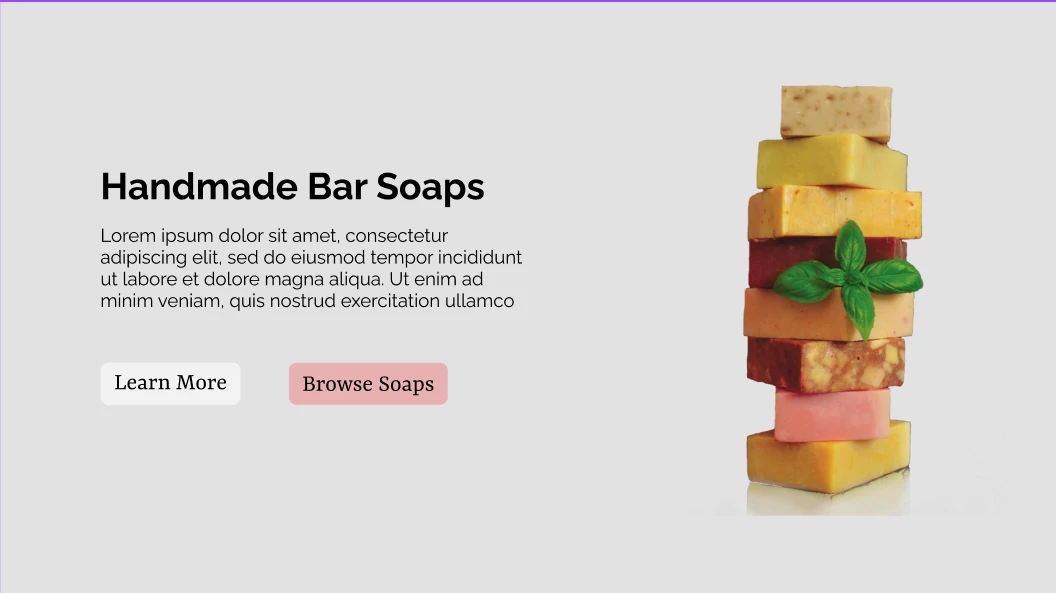 Handmade Bar Soaps
Lorem ipsum dolor sit amet, consectetur
adipiscing elit, sed do eiusmod tempor incididunt
ut labore et dolore magna aliqua. Ut enim ad
minim veniam, quis nostrud exercitation ullamco
Learn More
Browse Soaps